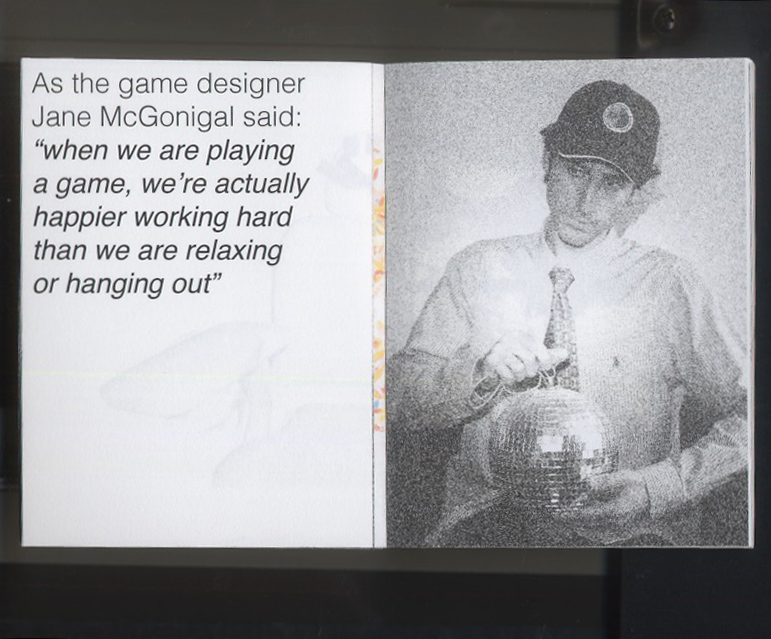 As the game designer
Jane McGonigal said:
“when we are playing
a game, we’re actually
happier working hard
than we are relaxing
or hanging out”